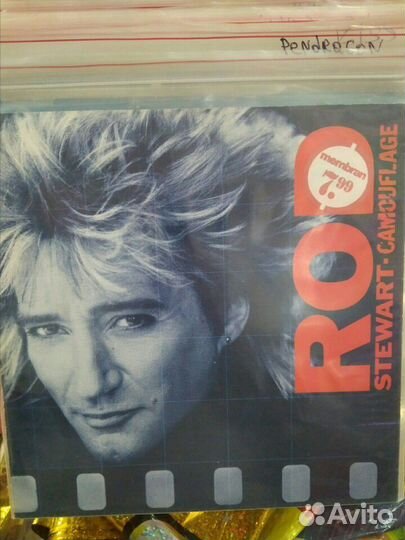 PENDRAGON
ROD
membran
7.99
STEWART·CAMOUFLAGE
Avito